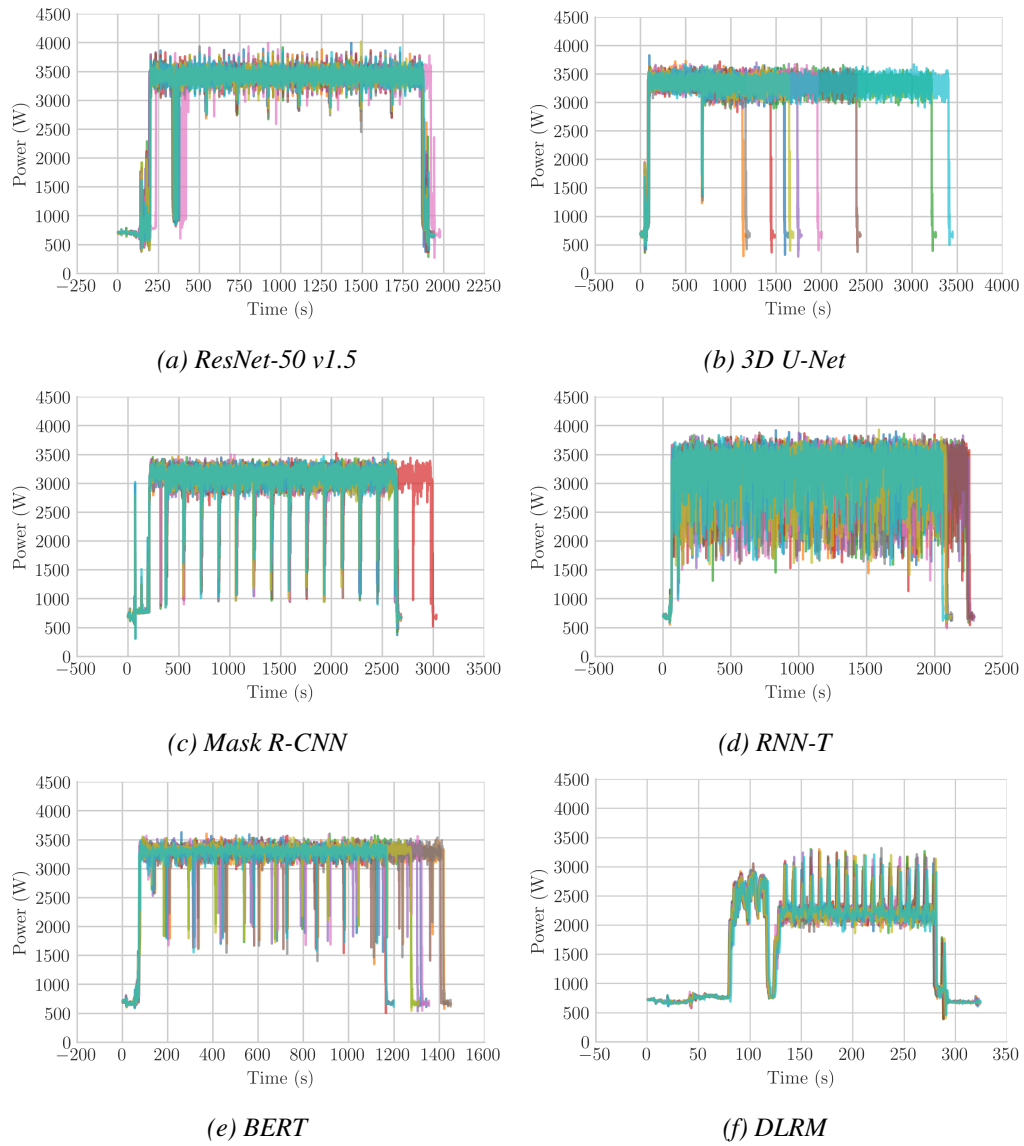 4500
4000
3500
3000
2500
2000
1500
1000
500
0
Power (W)
−250 0 250 500 750 1000 1250 1500 1750 2000 2250
Time (s)
(a) ResNet-50 v1.5
4500
4000
3500
3000
2500
2000
1500
1000
500
0
Power (W)
−500 0 500 1000 1500 2000 2500 3000 3500 4000
Time (s)
(b) 3D U-Net
4500
4000
3500
3000
2500
2000
1500
1000
500
0
Power (W)
−500 0 500 1000 1500 2000 2500 3000 3500
Time (s)
(c) Mask R-CNN
4500
4000
3500
3000
2500
2000
1500
1000
500
0
Power (W)
−500 0 500 1000 1500 2000 2500
Time (s)
(d) RNN-T
4500
4000
3500
3000
2500
2000
1500
1000
500
0
Power (W)
−200 0 200 400 600 800 1000 1200 1400 1600
Time (s)
(e) BERT
4500
4000
3500
3000
2500
2000
1500
1000
500
0
Power (W)
−50 0 50 100 150 200 250 300 350
Time (s)
(f) DLRM